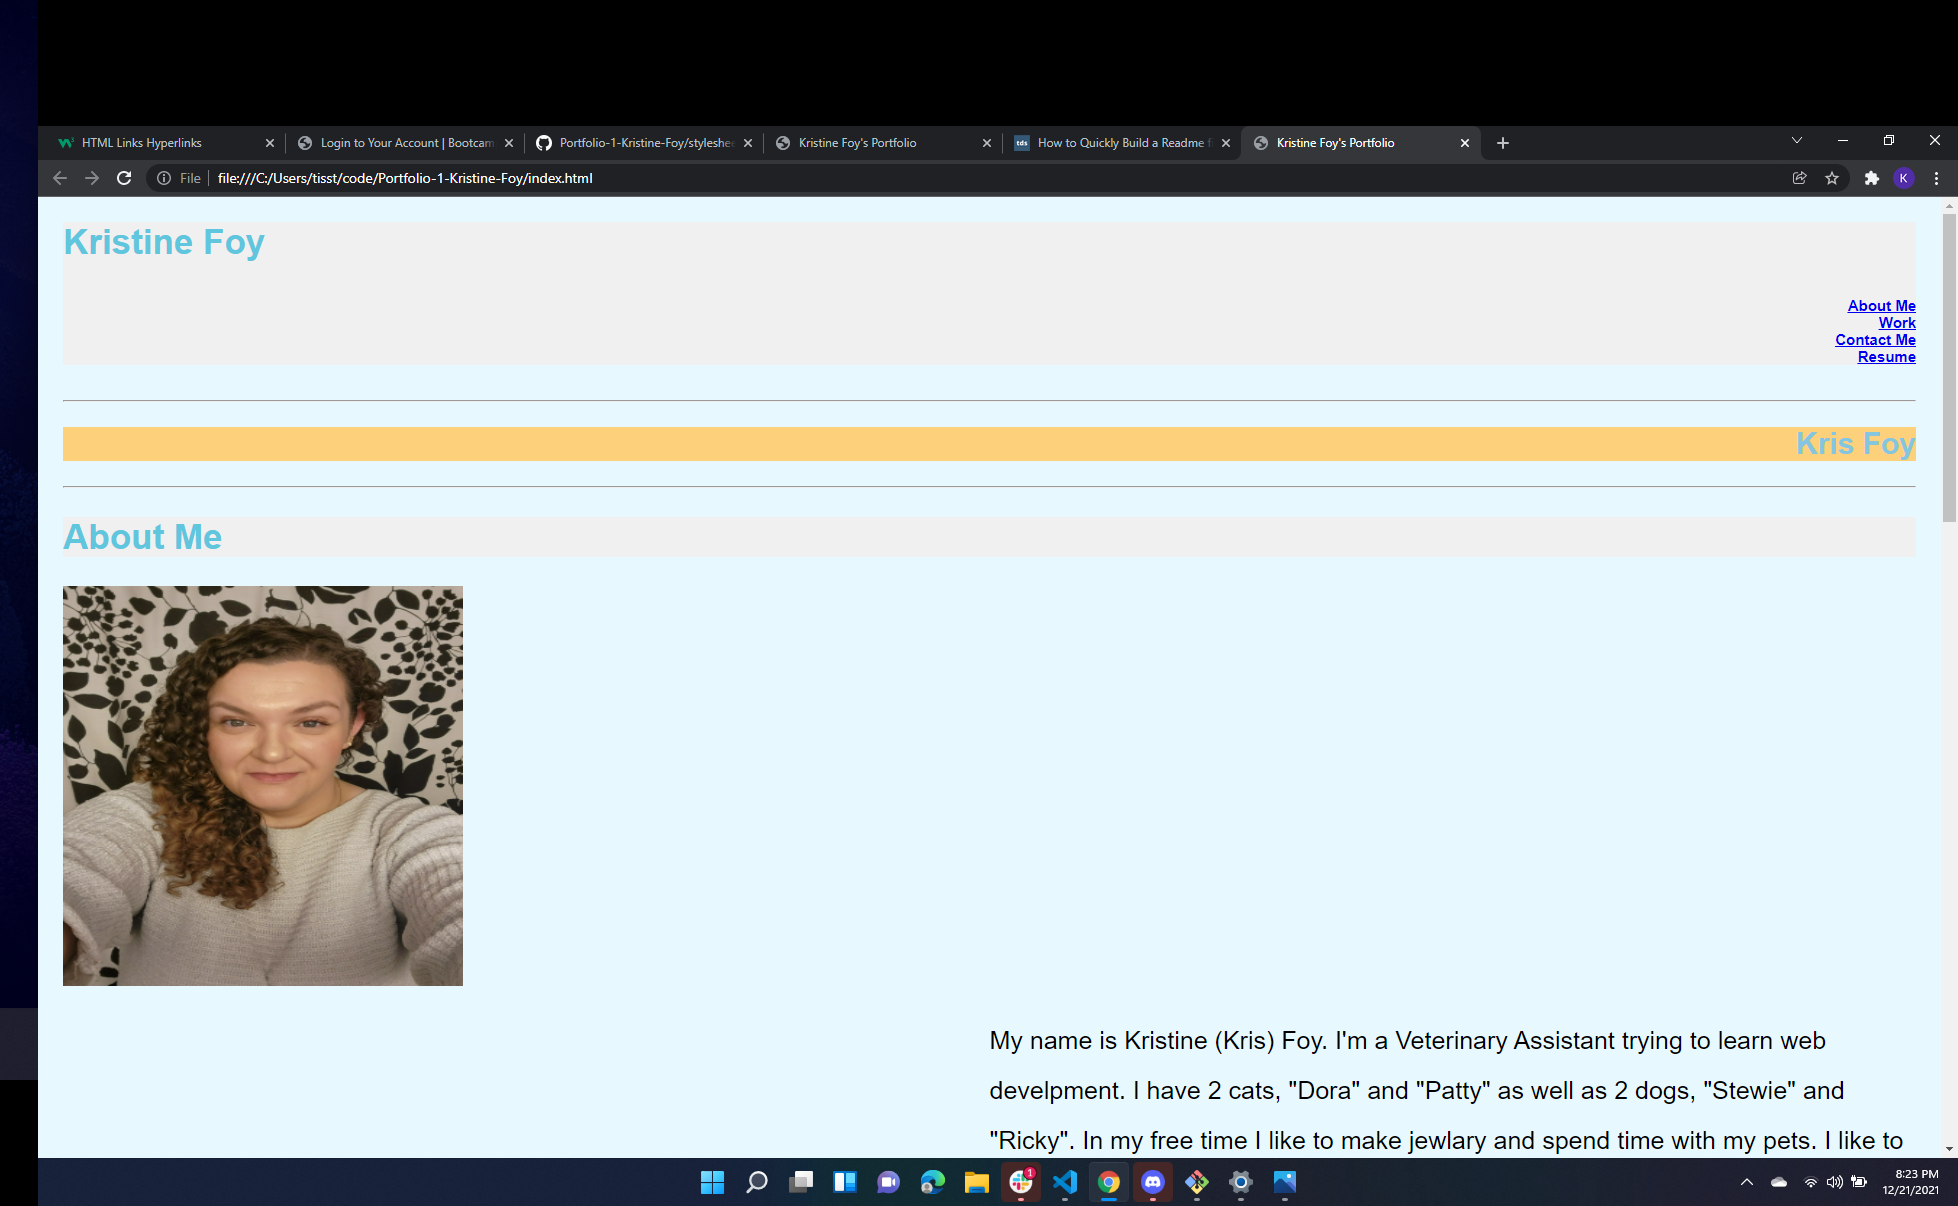 HTML Links Hyperlinks
Login to Your Account | Bootcam
Portfolio-1-Kristine-Foy/styleshee
Kristine Foy's Portfolio
How to Quickly Build a Readme f
Kristine Foy's Portfolio
File
file:///C:/Users/tisst/code/Portfolio-1-Kristine-Foy/index.html
K
Kristine Foy
About Me
Work
Contact Me
Resume
Kris Foy
About Me
My name is Kristine (Kris) Foy. I'm a Veterinary Assistant trying to learn web
develpment. I have 2 cats, "Dora" and "Patty" as well as 2 dogs, "Stewie" and
"Ricky". In my free time I like to make jewlary and spend time with my pets. I like to
1
8:23 PM
12/21/2021